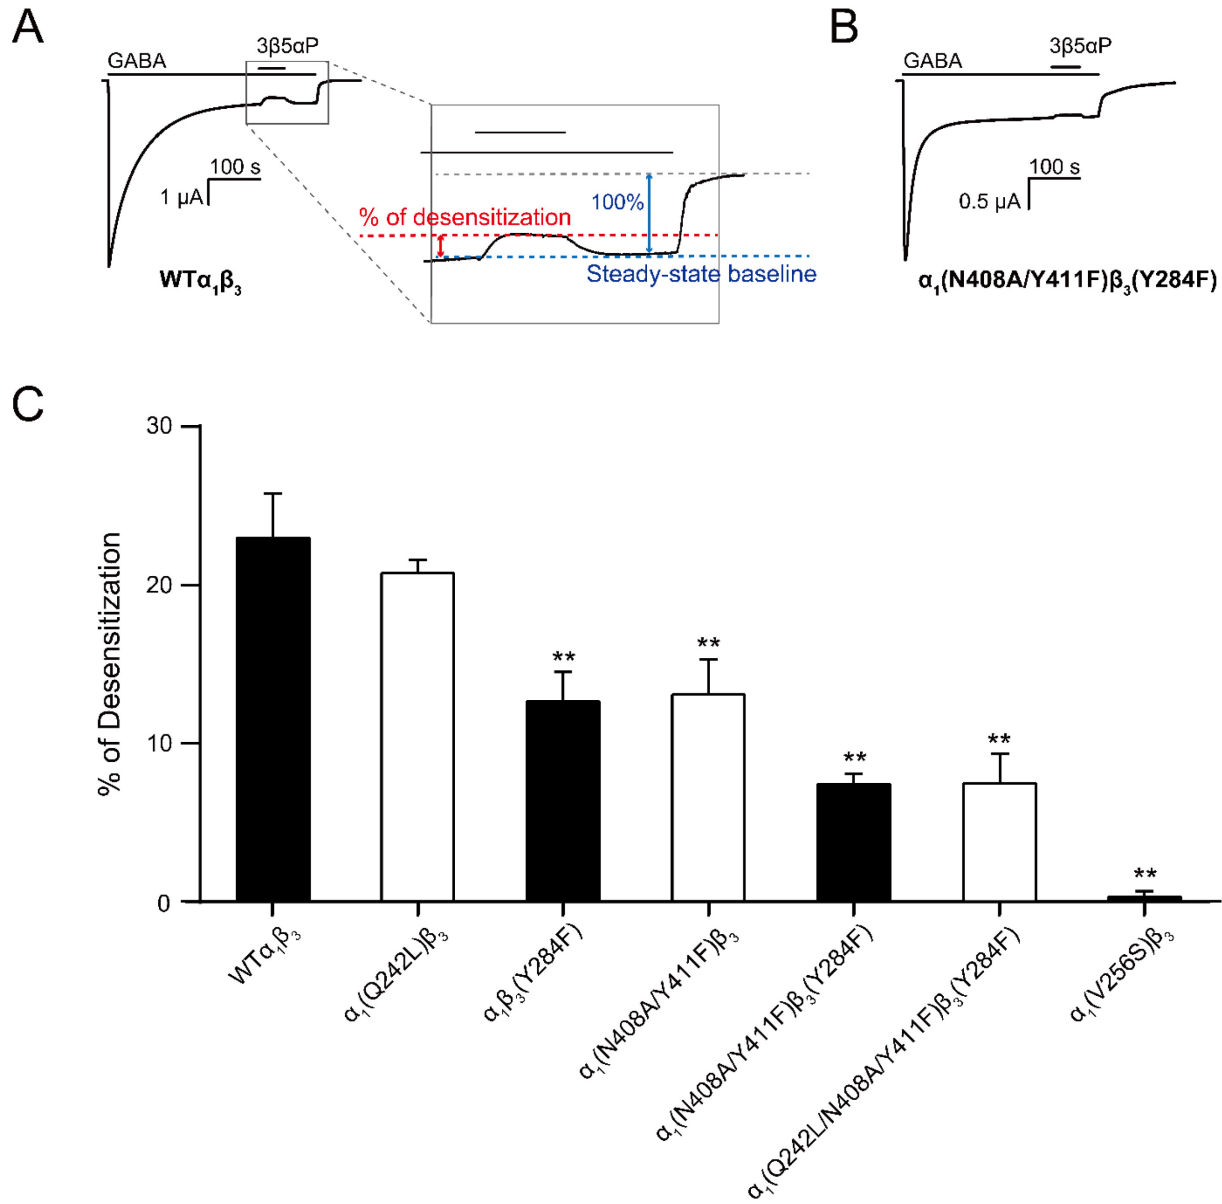 A
3β5αP
GABA
100 s
1 µA
WTα₁β₃
% of desensitization
100%
Steady-state baseline
B
3β5αP
GABA
100 s
0.5 µA
α₁(N408A/Y411F)β₃(Y284F)
C
% of Desensitization
30
20
10
0
**
**
**
**
**
WTα₁β₃
α₁(Q242L)β₃
α₁β₃(Y284F)
α₁(N408A/Y411F)β₃
α₁(N408A/Y411F)β₃(Y284F)
α₁(Q242L/N408A/Y411F)β₃(Y284F)
α₁(V256S)β₃